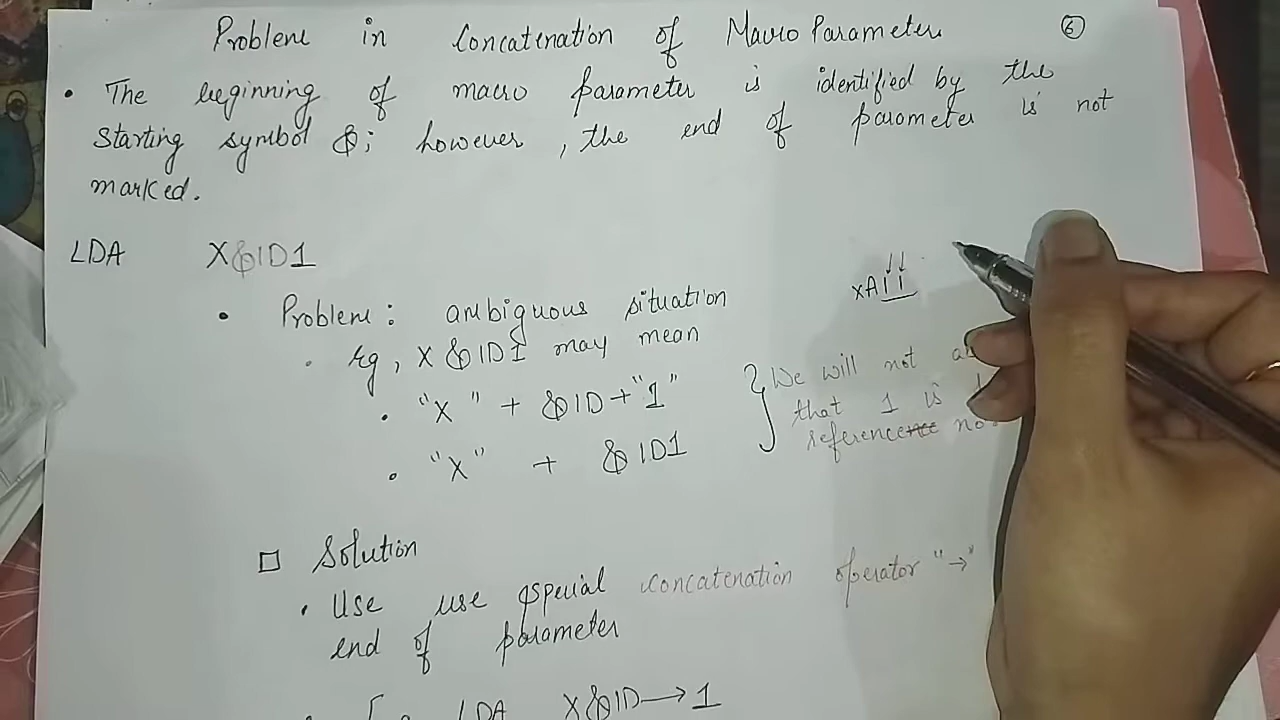 Problem in Concatenation of Macro Parameter ⑥
• The beginning of macro parameter is identified by the
starting symbol &; however, the end of parameter is not
marked.
LDA X&ID1
xA11
• Problem: ambiguous situation
• Eg, X &ID1 may mean
• "X" + &ID+"1"
• "X" + &ID1
} We will not
that 1 is
reference
□ Solution
• Use use special concatenation operator "→"
end of parameter
LDA X&ID→1